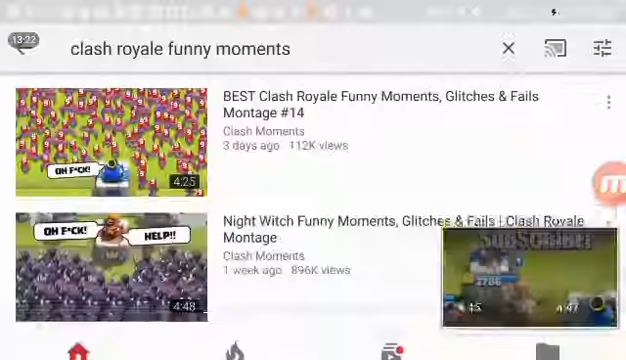 13:22
clash royale funny moments
BEST Clash Royale Funny Moments, Glitches & Fails
Montage #14
Clash Moments
3 days ago 112K views
OH F*CK!
4:25
Night Witch Funny Moments, Glitches & Fails | Clash Royale
Montage
Clash Moments
1 week ago 896K views
OH F*CK!
HELP!!
4:48
SUBSCRIBE!
2786